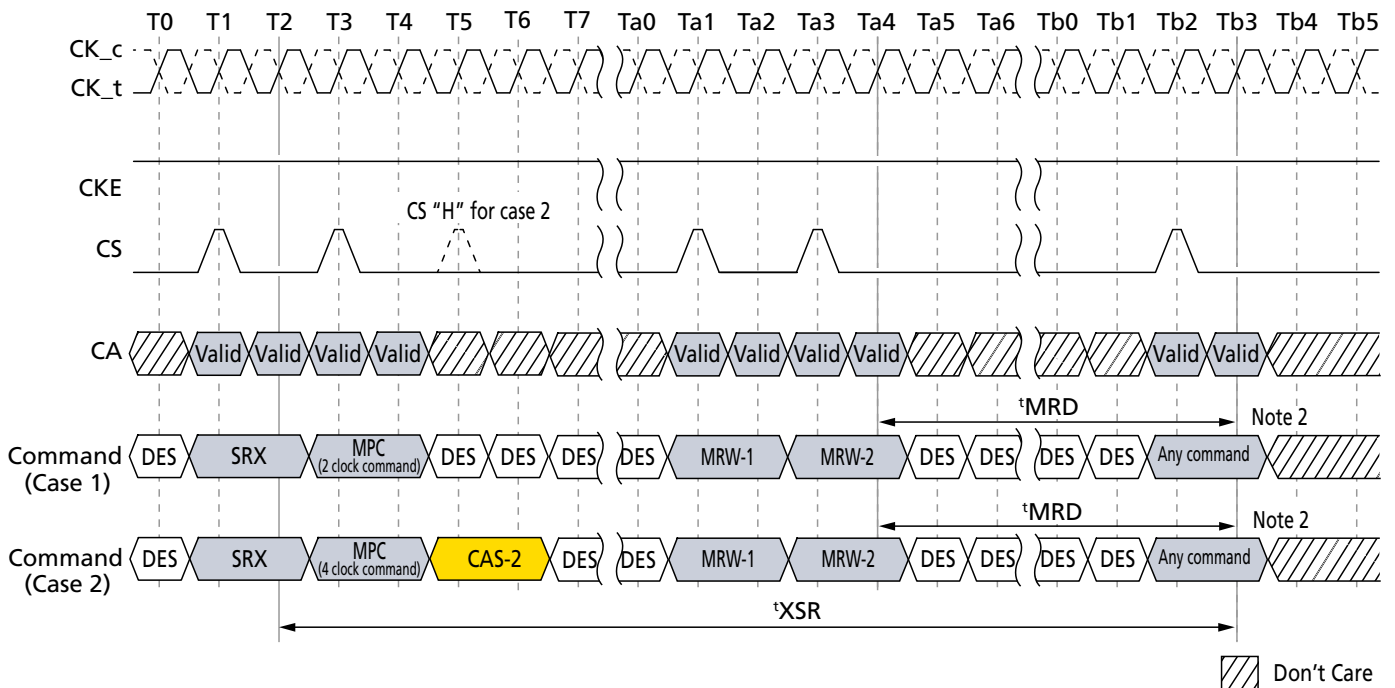 T0 T1 T2 T3 T4 T5 T6 T7 Ta0 Ta1 Ta2 Ta3 Ta4 Ta5 Ta6 Tb0 Tb1 Tb2 Tb3 Tb4 Tb5
CK_c
CK_t
CKE
CS "H" for case 2
CS
CA Valid Valid Valid Valid Valid Valid Valid Valid Valid Valid
tMRD Note 2
Command (Case 1) DES SRX MPC (2 clock command) DES DES DES DES MRW-1 MRW-2 DES DES DES DES Any command
tMRD Note 2
Command (Case 2) DES SRX MPC (4 clock command) CAS-2 DES DES MRW-1 MRW-2 DES DES DES DES Any command
tXSR
Don't Care